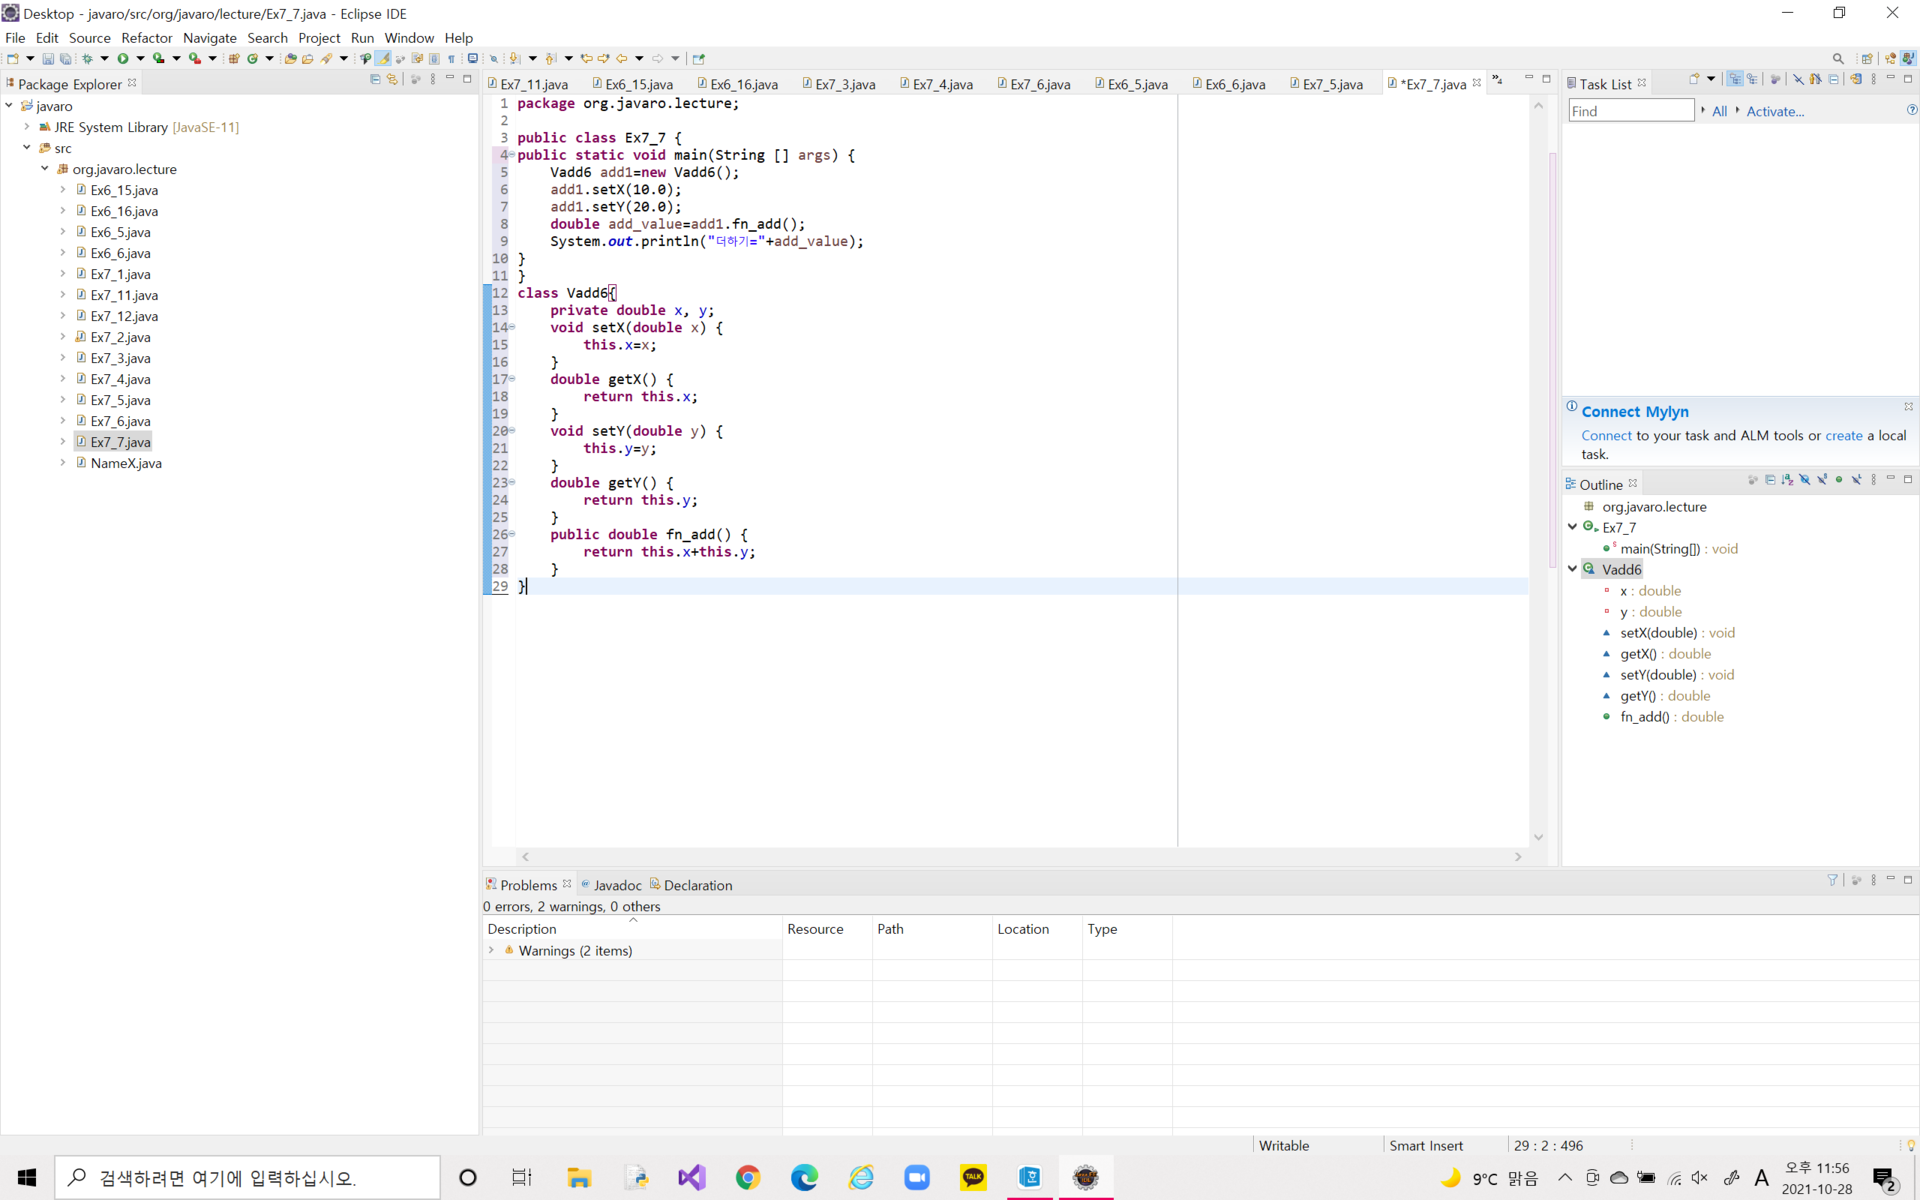 Desktop - javaro/src/org/javaro/lecture/Ex7_7.java - Eclipse IDE
File Edit Source Refactor Navigate Search Project Run Window Help
Package Explorer
javaro
JRE System Library [JavaSE-11]
src
org.javaro.lecture
Ex6_15.java
Ex6_16.java
Ex6_5.java
Ex6_6.java
Ex7_1.java
Ex7_11.java
Ex7_12.java
Ex7_2.java
Ex7_3.java
Ex7_4.java
Ex7_5.java
Ex7_6.java
Ex7_7.java
NameX.java
Ex7_11.java Ex6_15.java Ex6_16.java Ex7_3.java Ex7_4.java Ex7_6.java Ex6_5.java Ex6_6.java Ex7_5.java *Ex7_7.java »4
1 package org.javaro.lecture;
2
3 public class Ex7_7 {
4 public static void main(String [] args) {
5 Vadd6 add1=new Vadd6();
6 add1.setX(10.0);
7 add1.setY(20.0);
8 double add_value=add1.fn_add();
9 System.out.println("더하기="+add_value);
10 }
11 }
12 class Vadd6{
13 private double x, y;
14 void setX(double x) {
15 this.x=x;
16 }
17 double getX() {
18 return this.x;
19 }
20 void setY(double y) {
21 this.y=y;
22 }
23 double getY() {
24 return this.y;
25 }
26 public double fn_add() {
27 return this.x+this.y;
28 }
29 }
Task List
Find All Activate...
Connect Mylyn
Connect to your task and ALM tools or create a local
task.
Outline
org.javaro.lecture
Ex7_7
main(String[]) : void
Vadd6
x : double
y : double
setX(double) : void
getX() : double
setY(double) : void
getY() : double
fn_add() : double
Problems Javadoc Declaration
0 errors, 2 warnings, 0 others
Description Resource Path Location Type
Warnings (2 items)
Writable Smart Insert 29 : 2 : 496
검색하려면 여기에 입력하십시오.
TALK
9°C 맑음
A
오후 11:56
2021-10-28
2